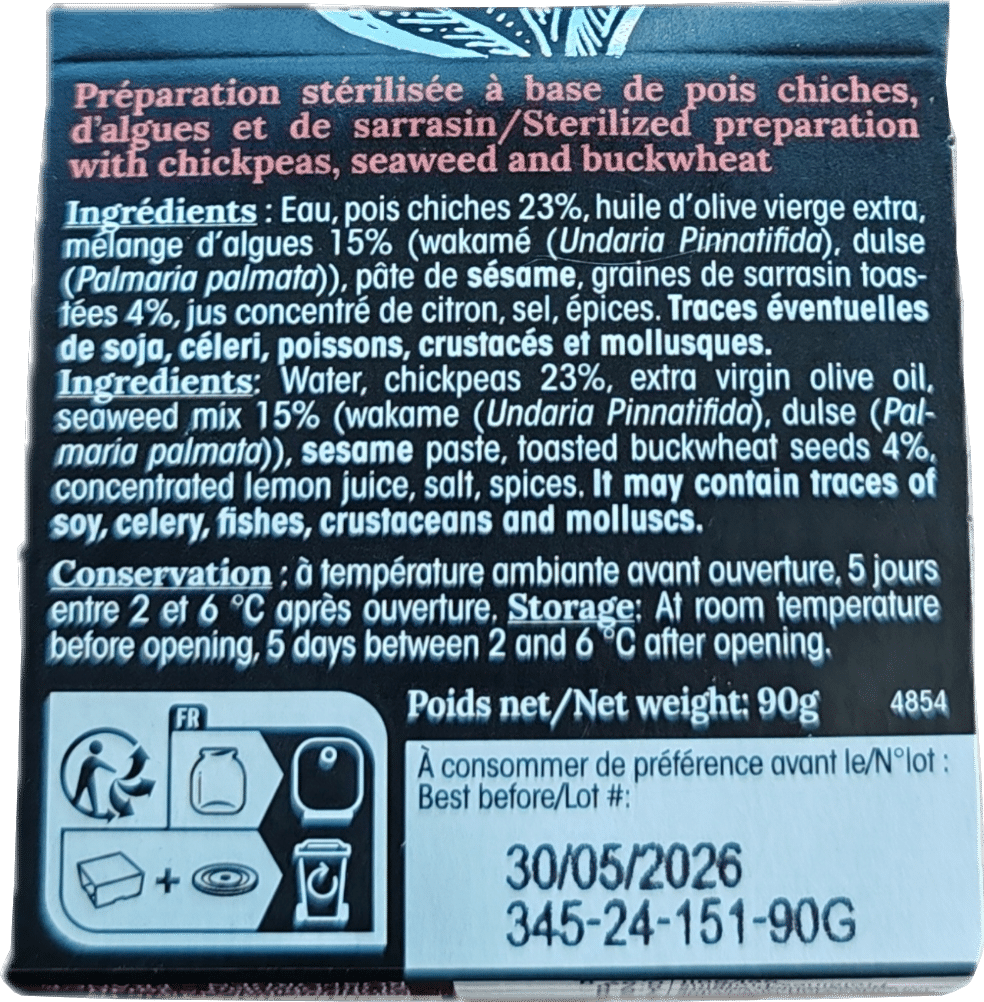 Préparation stérilisée à base de pois chiches,
d'algues et de sarrasin/Sterilized preparation
with chickpeas, seaweed and buckwheat
Ingrédients : Eau, pois chiches 23%, huile d'olive vierge extra,
mélange d'algues 15% (wakamé (Undaria Pinnatifida), dulse
(Palmaria palmata)), pâte de sésame, graines de sarrasin toas-
tées 4%, jus concentré de citron, sel, épices. Traces éventuelles
de soja, céleri, poissons, crustacés et mollusques.
Ingredients: Water, chickpeas 23%, extra virgin olive oil,
seaweed mix 15% (wakame (Undaria Pinnatifida), dulse (Pal-
maria palmata)), sesame paste, toasted buckwheat seeds 4%,
concentrated lemon juice, salt, spices. It may contain traces of
soy, celery, fishes, crustaceans and molluscs.
Conservation : à température ambiante avant ouverture, 5 jours
entre 2 et 6 °C après ouverture. Storage: At room temperature
before opening, 5 days between 2 and 6 °C after opening.
Poids net/Net weight: 90g 4854
FR
+
À consommer de préférence avant le/N°lot :
Best before/Lot #:
30/05/2026
345-24-151-90G